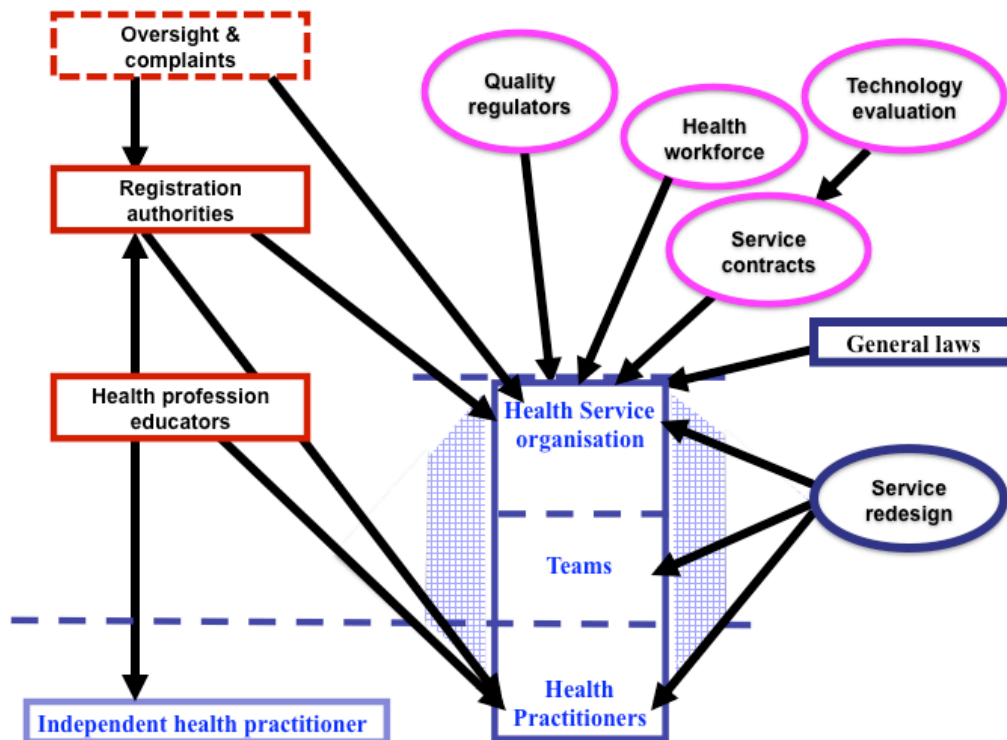 Oversight &
complaints
Quality
regulators
Technology
evaluation
Health
workforce
Registration
authorities
Service
contracts
General laws
Health profession
educators
Health Service
organisation
Service
redesign
Teams
Health
Practitioners
Independent health practitioner